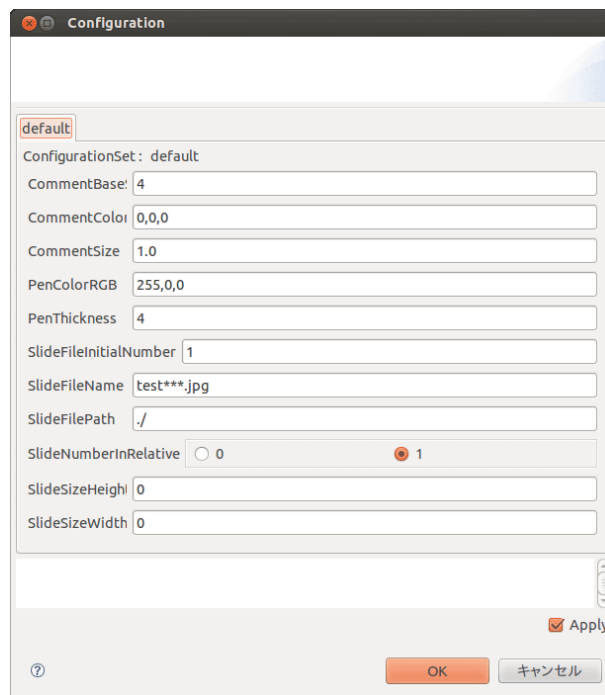 Configuration
default
ConfigurationSet: default
CommentBaseS 4
CommentColor 0,0,0
CommentSize 1.0
PenColorRGB 255,0,0
PenThickness 4
SlideFileInitialNumber 1
SlideFileName test***.jpg
SlideFilePath ./
SlideNumberInRelative 0 1
SlideSizeHeight 0
SlideSizeWidth 0
Apply
OK キャンセル